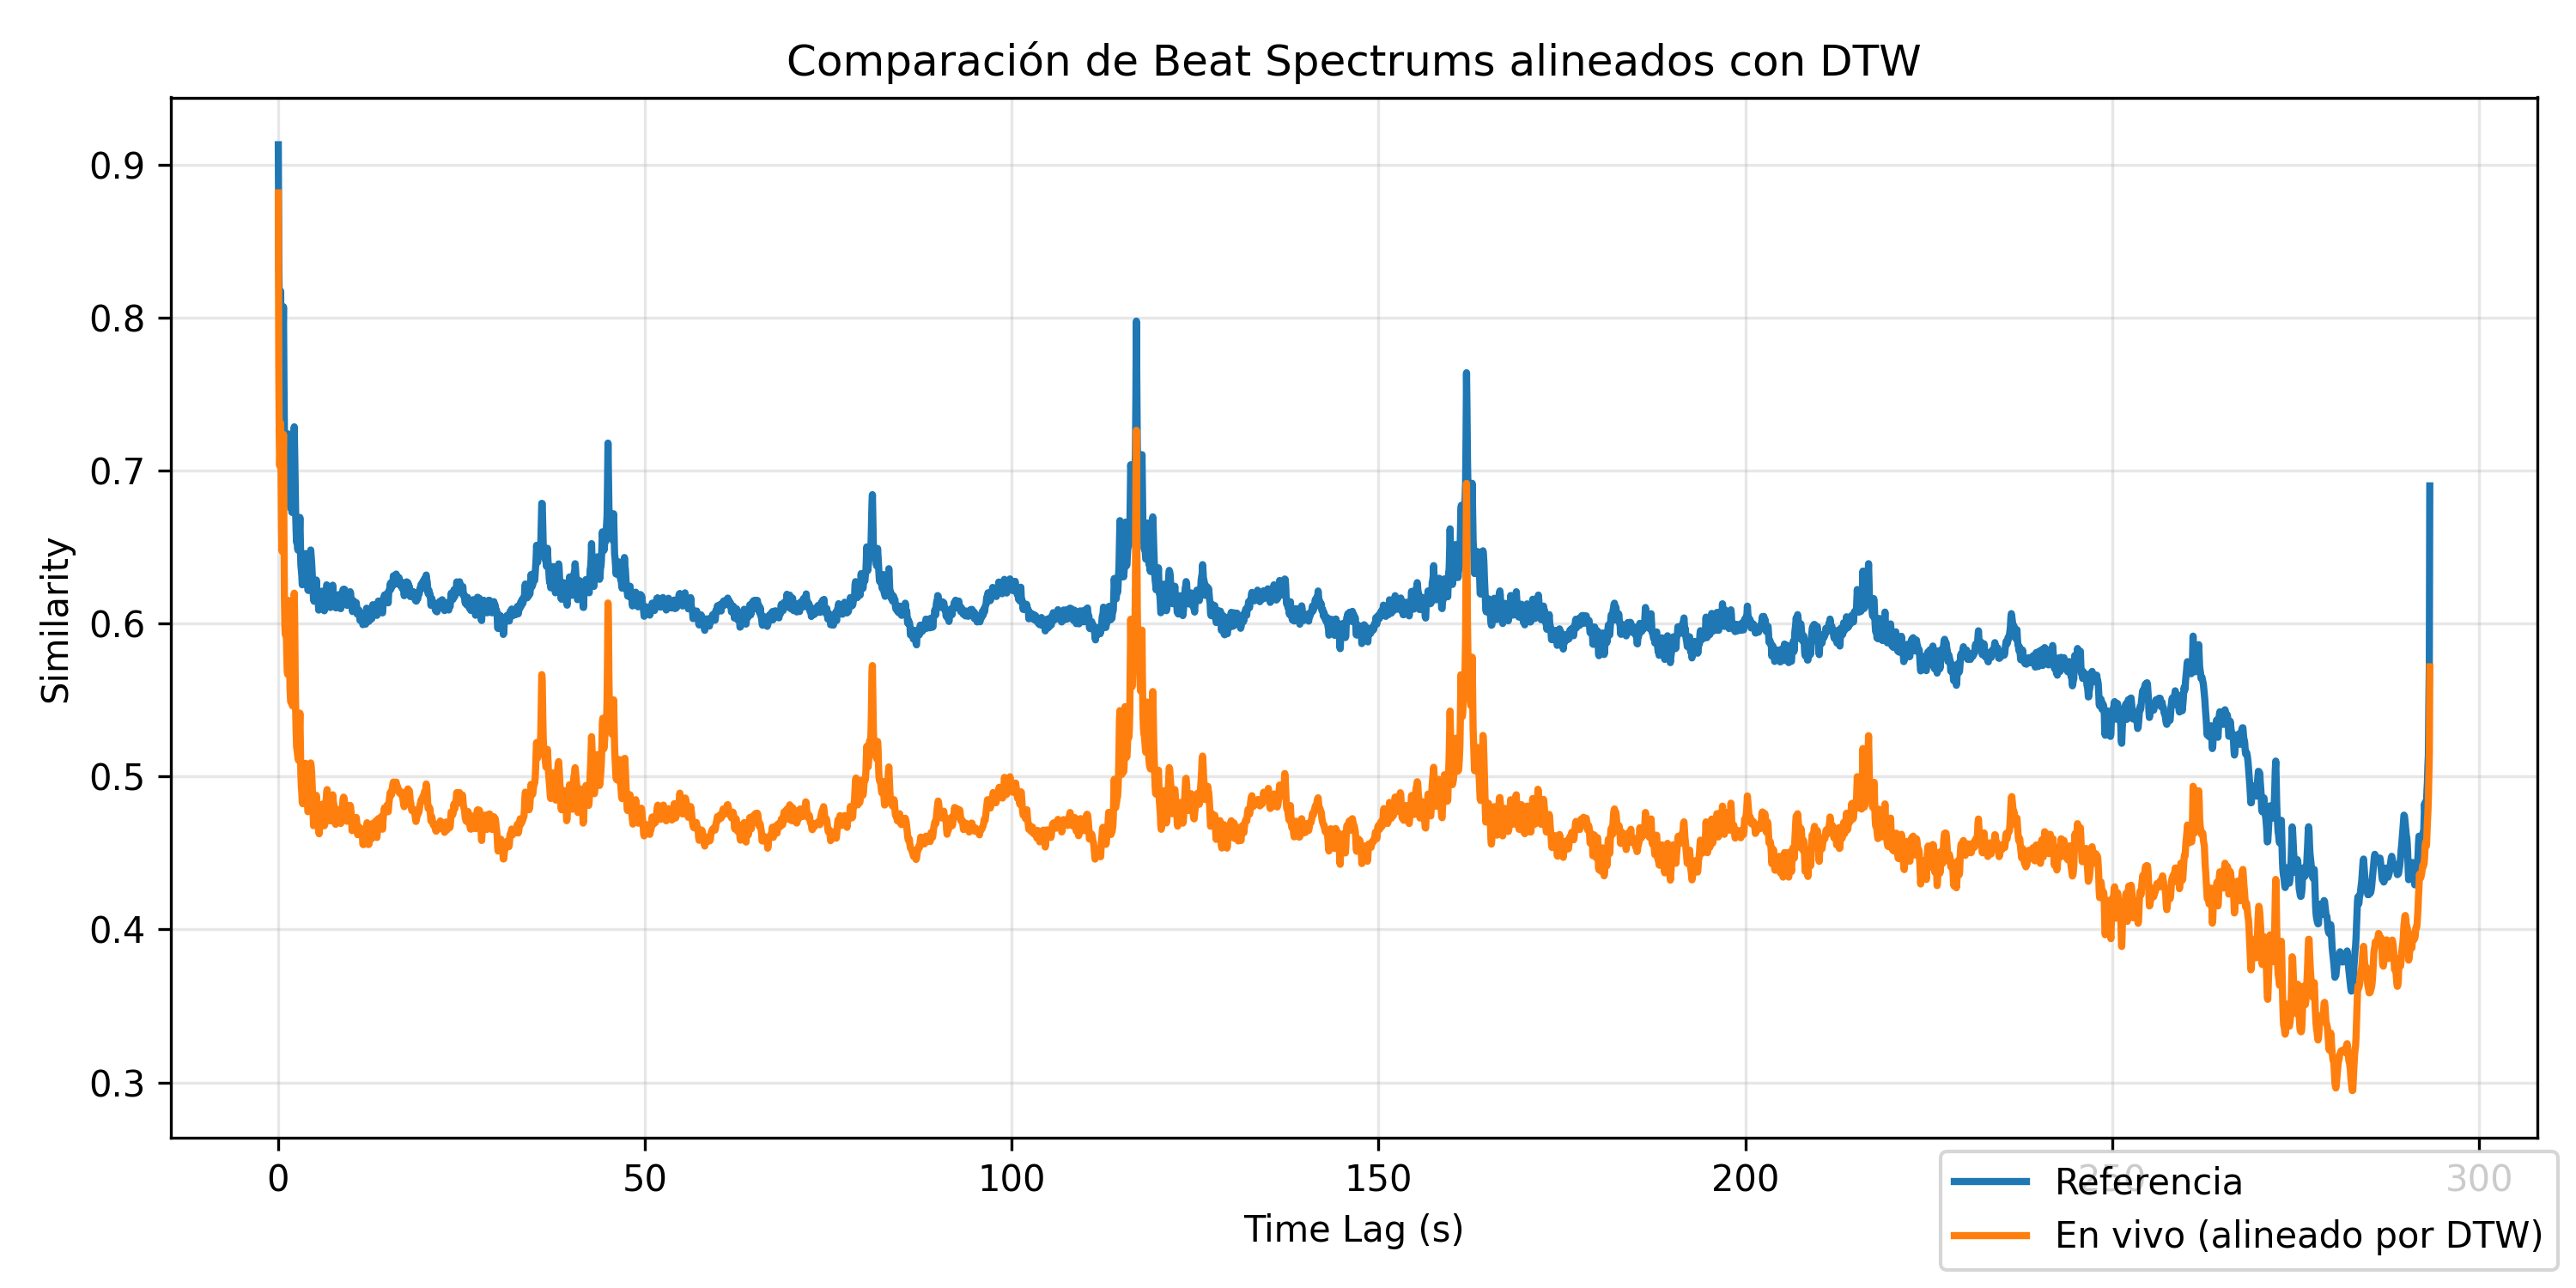 Comparación de Beat Spectrums alineados con DTW
0.9
0.8
0.7
0.6
0.5
0.4
0.3
Similarity
0 50 100 150 200 250 300
Time Lag (s)
Referencia
En vivo (alineado por DTW)